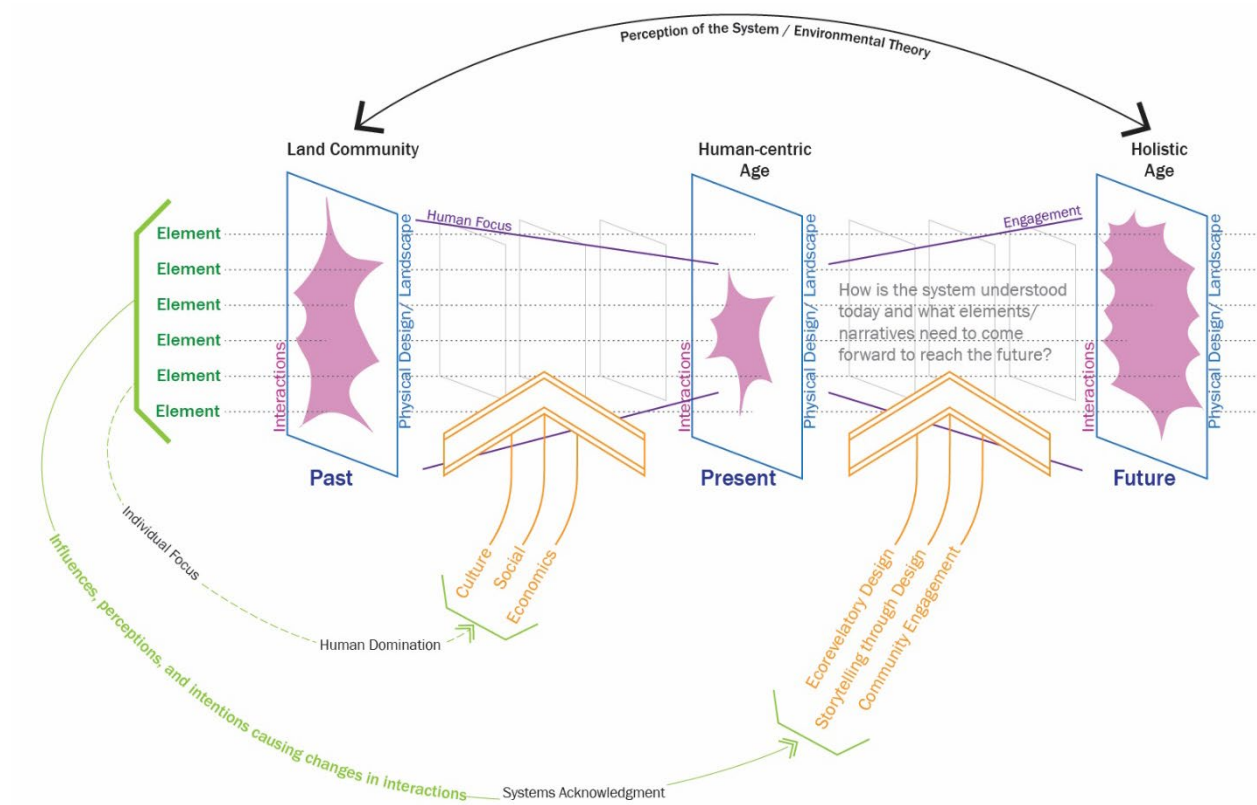 Perception of the System / Environmental Theory
Land Community
Human-centric
Age
Holistic
Age
Element
Element
Element
Element
Element
Element
Interactions
Physical Design/ Landscape
Human Focus
Interactions
Physical Design/ Landscape
Engagement
How is the system understood
today and what elements/
narratives need to come
forward to reach the future?
Interactions
Physical Design/ Landscape
Past
Present
Future
Individual Focus
Human Domination
Culture
Social
Economics
Ecorevelatory Design
Storytelling through Design
Community Engagement
Influences, perceptions, and intentions causing changes in interactions
Systems Acknowledgment